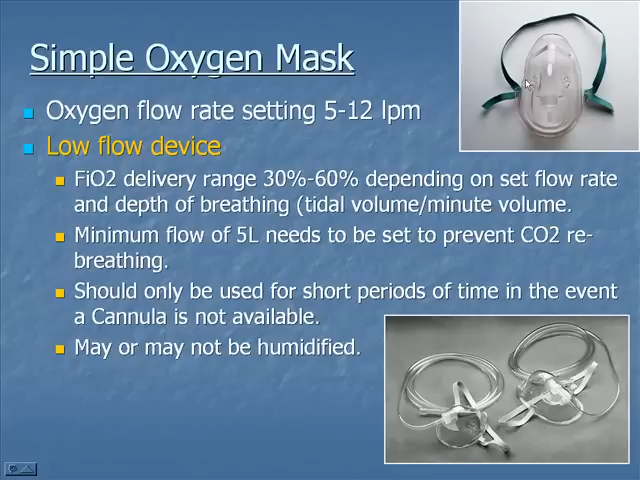 Simple Oxygen Mask
Oxygen flow rate setting 5-12 lpm
Low flow device
FiO2 delivery range 30%-60% depending on set flow rate
and depth of breathing (tidal volume/minute volume.
Minimum flow of 5L needs to be set to prevent CO2 re-
breathing.
Should only be used for short periods of time in the event
a Cannula is not available.
May or may not be humidified.